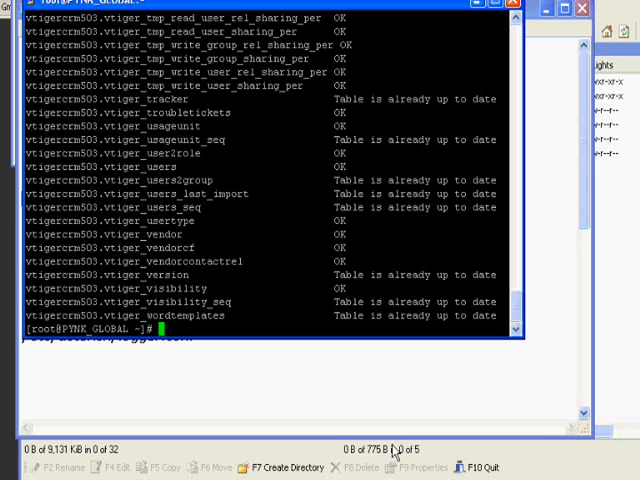 vtigercrm503.vtiger_tmp_read_user_rel_sharing_per OK
vtigercrm503.vtiger_tmp_read_user_sharing_per OK
vtigercrm503.vtiger_tmp_write_group_rel_sharing_per OK
vtigercrm503.vtiger_tmp_write_group_sharing_per OK
vtigercrm503.vtiger_tmp_write_user_rel_sharing_per OK
vtigercrm503.vtiger_tmp_write_user_sharing_per OK
vtigercrm503.vtiger_tracker Table is already up to date
vtigercrm503.vtiger_troubletickets OK
vtigercrm503.vtiger_usageunit OK
vtigercrm503.vtiger_usageunit_seq Table is already up to date
vtigercrm503.vtiger_user2role OK
vtigercrm503.vtiger_users OK
vtigercrm503.vtiger_users2group Table is already up to date
vtigercrm503.vtiger_users_last_import Table is already up to date
vtigercrm503.vtiger_users_seq Table is already up to date
vtigercrm503.vtiger_usertype OK
vtigercrm503.vtiger_vendor OK
vtigercrm503.vtiger_vendorcf OK
vtigercrm503.vtiger_vendorcontactrel OK
vtigercrm503.vtiger_version Table is already up to date
vtigercrm503.vtiger_visibility OK
vtigercrm503.vtiger_visibility_seq Table is already up to date
vtigercrm503.vtiger_wordtemplates Table is already up to date
[root@PYNK_GLOBAL ~]#
ights
wxr-xr-x
wxr-xr-x
w-r--r--
w-r--r--
w-r--r--
w-r--r--
0 B of 9,131 KiB in 0 of 32
0 B of 775 B in 0 of 5
F2 Rename F4 Edit F5 Copy F6 Move F7 Create Directory F8 Delete F9 Properties F10 Quit